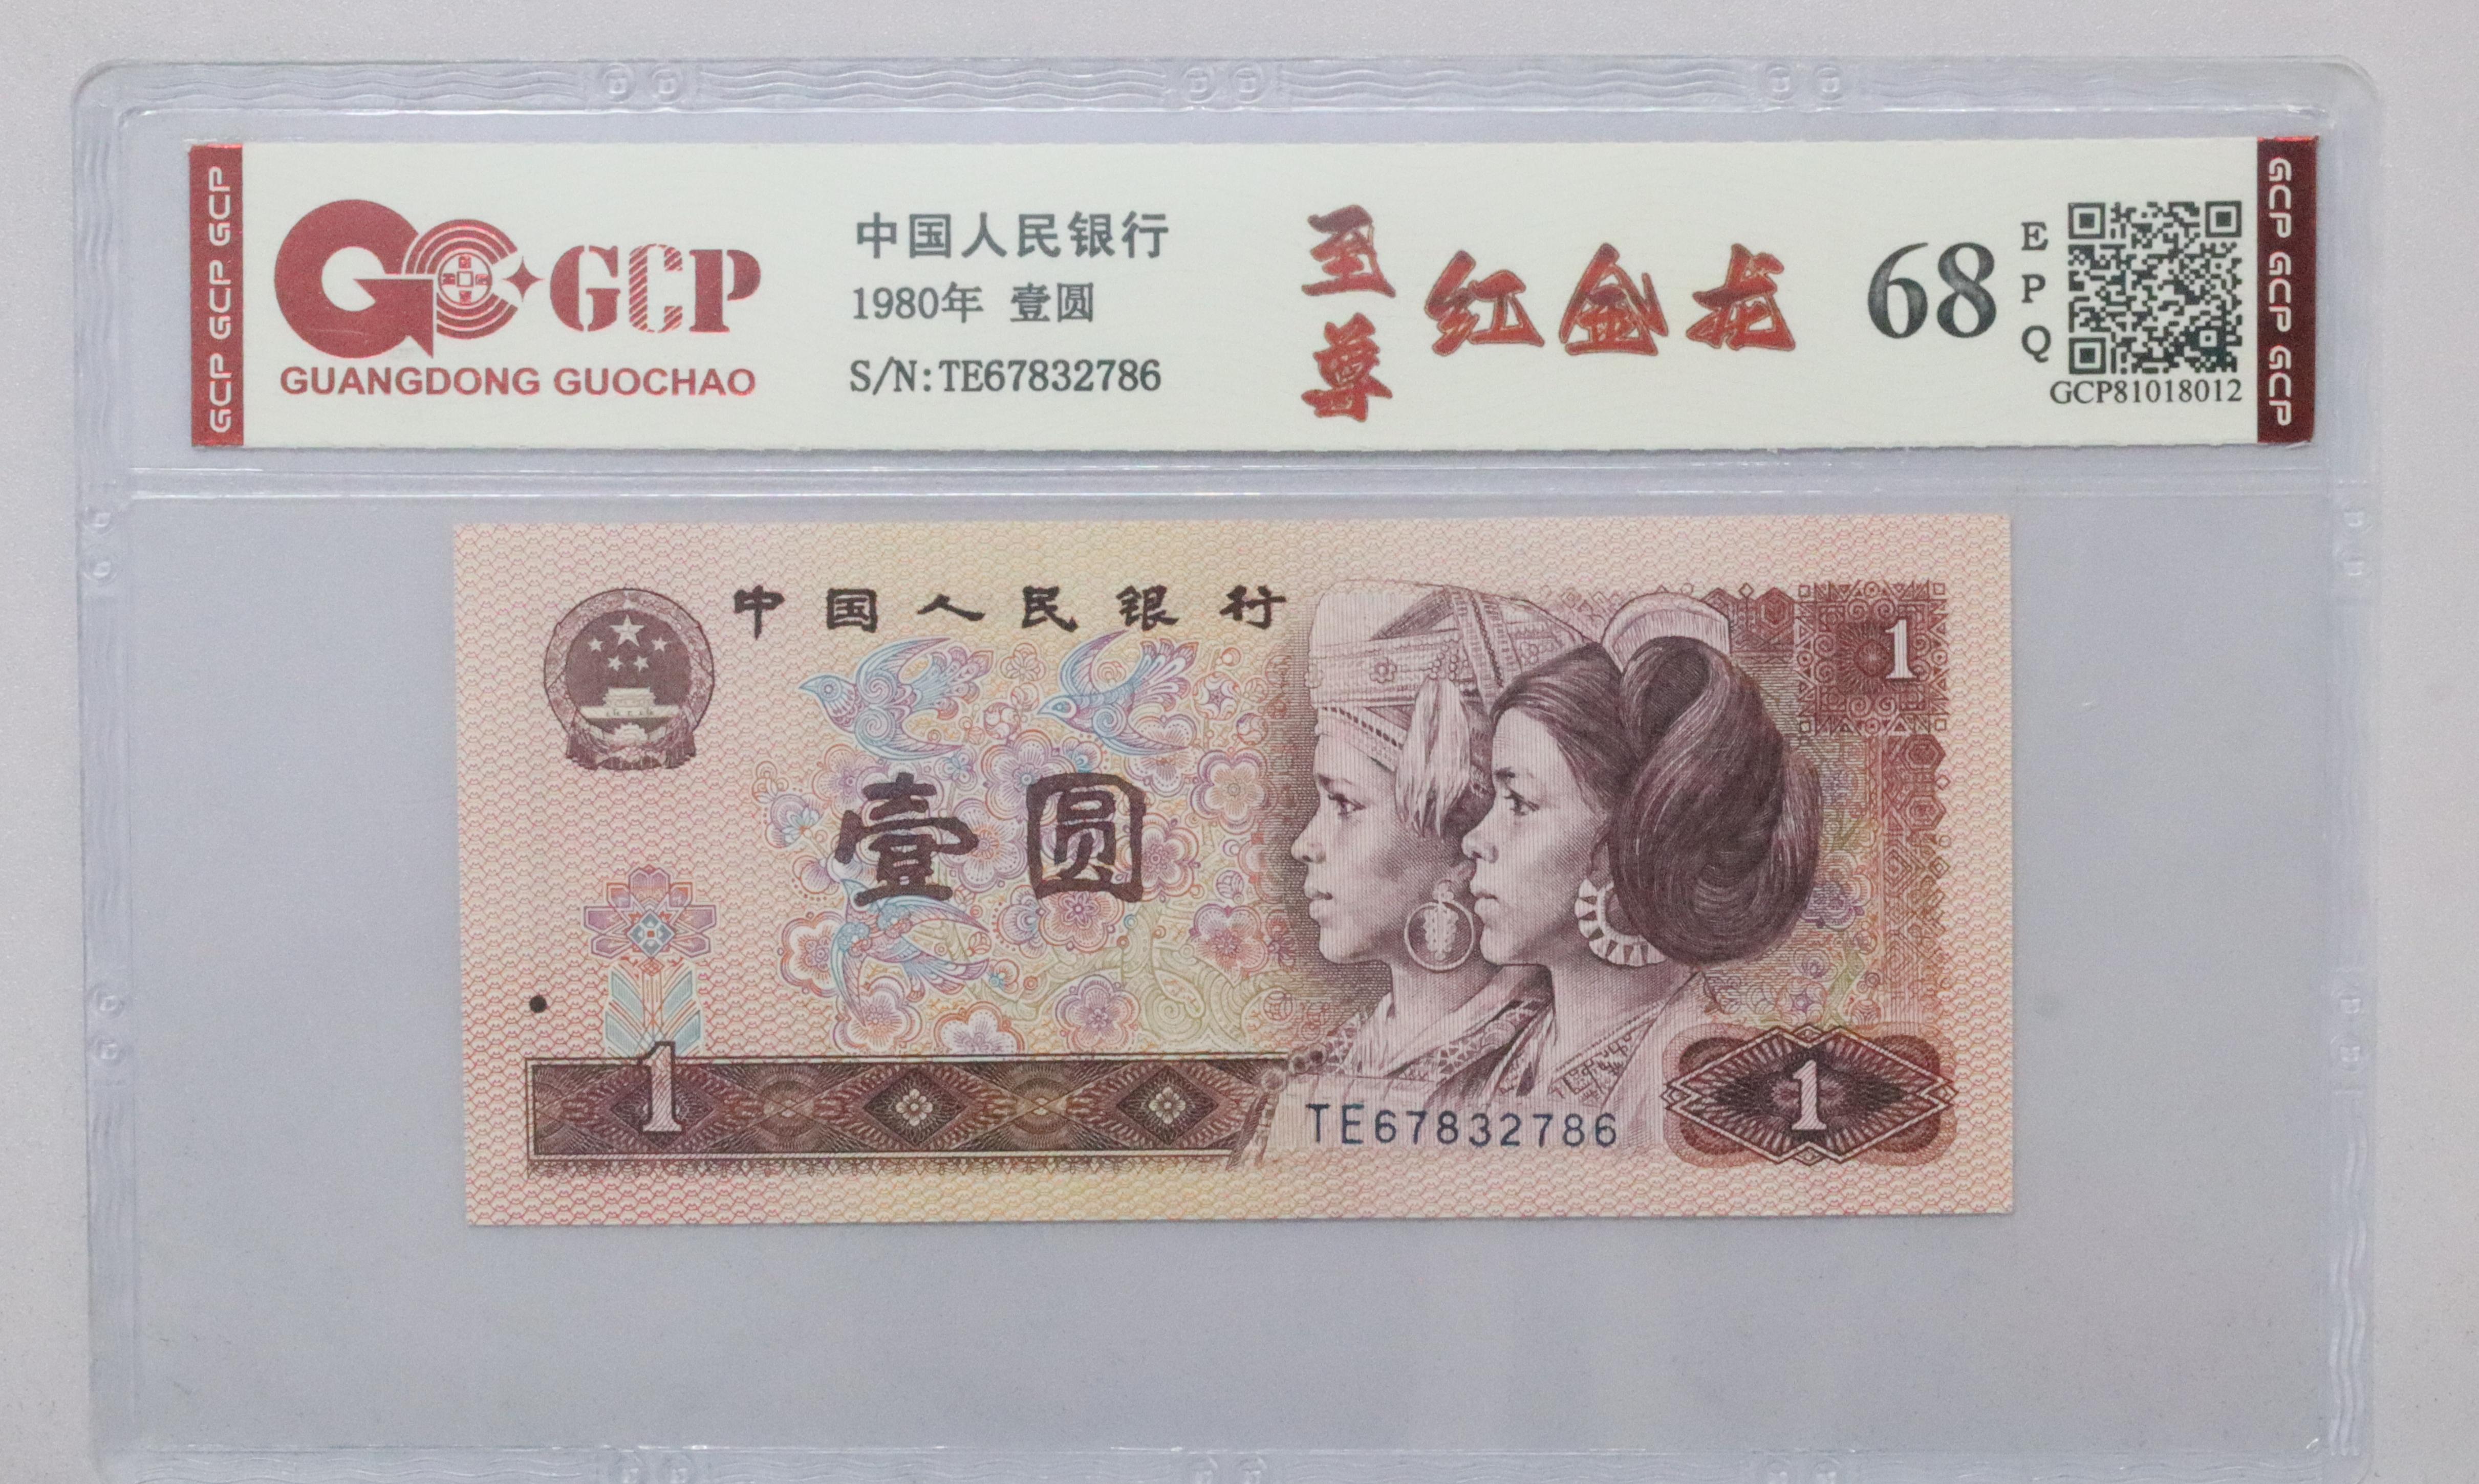 GCP GCP GCP
GCP
GUANGDONG GUOCHAO
中国人民银行
1980年 壹圆
S/N:TE67832786
至尊
红金龙
68
EPQ
GCP81018012
GCP GCP GCP
中国人民银行
1
壹圆
1
TE67832786
1